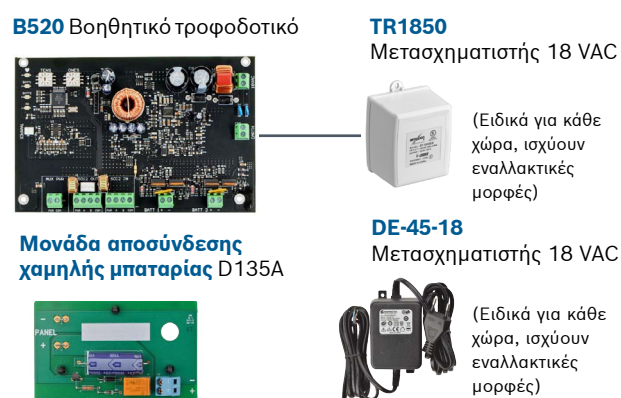 B520 Βοηθητικό τροφοδοτικό
TR1850
Μετασχηματιστής 18 VAC
(Ειδικά για κάθε
χώρα, ισχύουν
εναλλακτικές
μορφές)
Μονάδα αποσύνδεσης
χαμηλής μπαταρίας D135A
PANEL
DE-45-18
Μετασχηματιστής 18 VAC
(Ειδικά για κάθε
χώρα, ισχύουν
εναλλακτικές
μορφές)